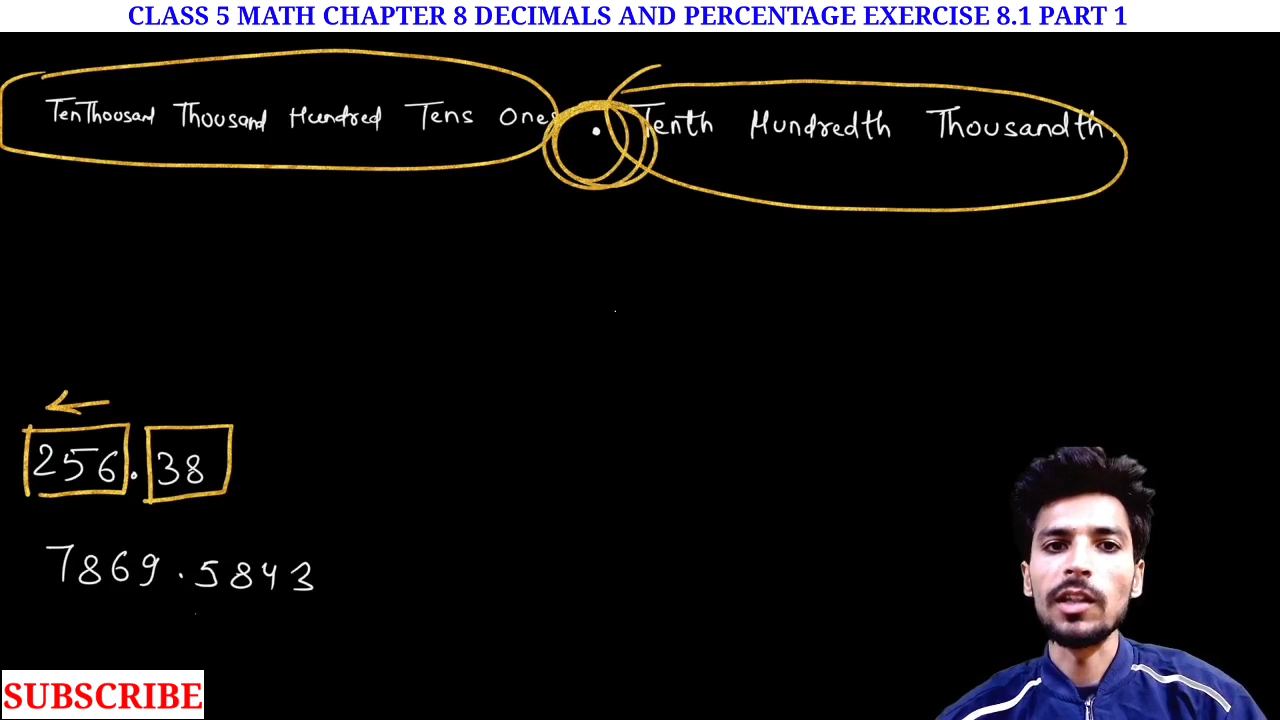 CLASS 5 MATH CHAPTER 8 DECIMALS AND PERCENTAGE EXERCISE 8.1 PART 1
TenThousand Thousand Hundred Tens Ones . Tenth Hundredth Thousandth
256.38
7869.5843
SUBSCRIBE